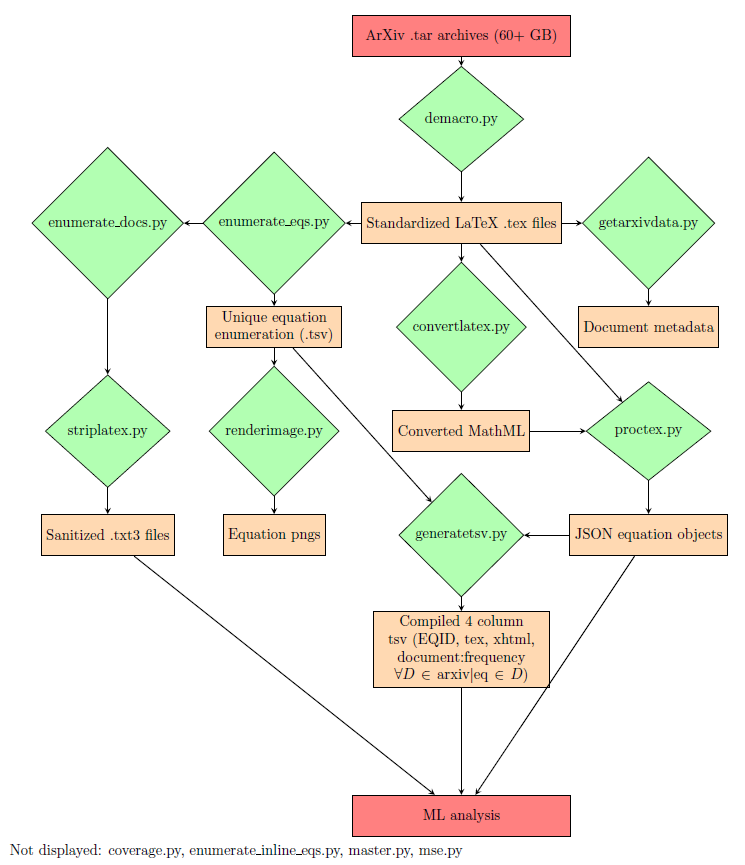 ArXiv .tar archives (60+ GB)
demacro.py
enumerate_docs.py
enumerate_eqs.py
Standardized LaTeX .tex files
getarxivdata.py
Unique equation
enumeration (.tsv)
convertlatex.py
Document metadata
striplatex.py
renderimage.py
Converted MathML
proctex.py
Sanitized .txt3 files
Equation pngs
generatetsv.py
JSON equation objects
Compiled 4 column
tsv (EQID, tex, xhtml,
document:frequency
∀D ∈ arxiv|eq ∈ D)
ML analysis
Not displayed: coverage.py, enumerate_inline_eqs.py, master.py, mse.py